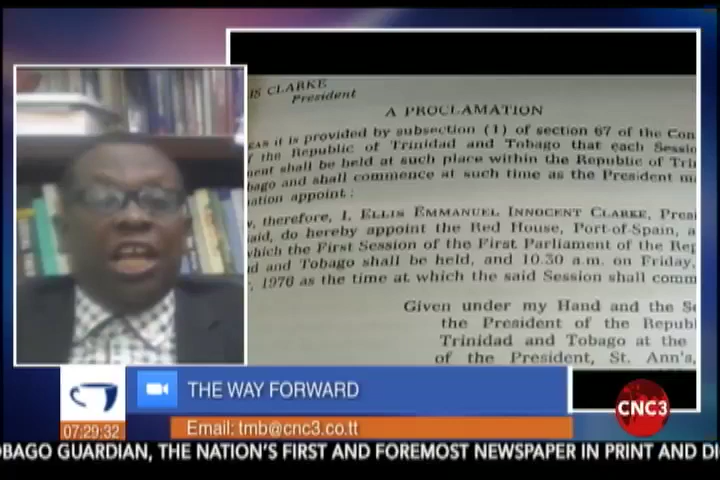 IS CLARKE
President
A PROCLAMATION
EAS it is provided by subsection (1) of section 67 of the Con
f the Republic of Trinidad and Tobago that each Sessio
ent shall be held at such place within the Republic of Tri
bago and shall commence at such time as the President m
ation appoint :
, therefore, I, ELLIS EMMANUEL INNOCENT CLARKE, Pres
aid, do hereby appoint the Red House, Port-of-Spain, a
which the First Session of the First Parliament of the Rep
d and Tobago shall be held, and 10.30 a.m. on Friday,
, 1976 as the time at which the said Session shall comm
Given under my Hand and the Se
the President of the Republ
Trinidad and Tobago at the
of the President, St. Ann's,
THE WAY FORWARD
CNC3
07:29:32
Email: tmb@cnc3.co.tt
OBAGO GUARDIAN, THE NATION'S FIRST AND FOREMOST NEWSPAPER IN PRINT AND DI